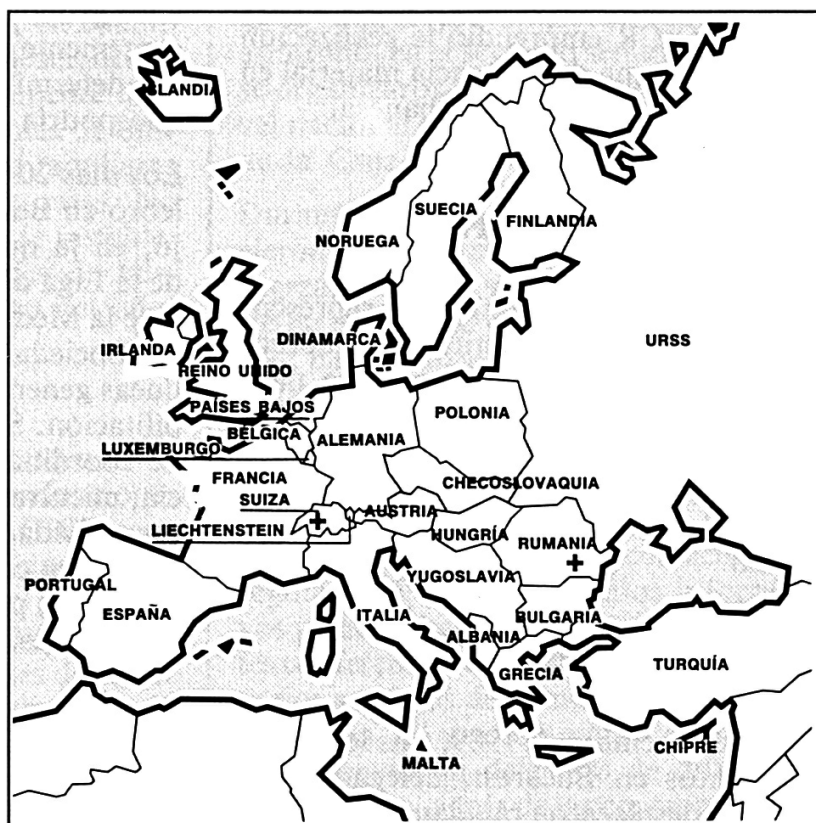 ISLANDIA
SUECIA
FINLANDIA
NORUEGA
DINAMARCA
URSS
IRLANDA
REINO UNIDO
PAÍSES BAJOS
POLONIA
BÉLGICA
ALEMANIA
LUXEMBURGO
FRANCIA
CHECOSLOVAQUIA
SUIZA
AUSTRIA
LIECHTENSTEIN
HUNGRÍA
RUMANIA
YUGOSLAVIA
PORTUGAL
ESPAÑA
ITALIA
BULGARIA
ALBANIA
GRECIA
TURQUÍA
CHIPRE
MALTA